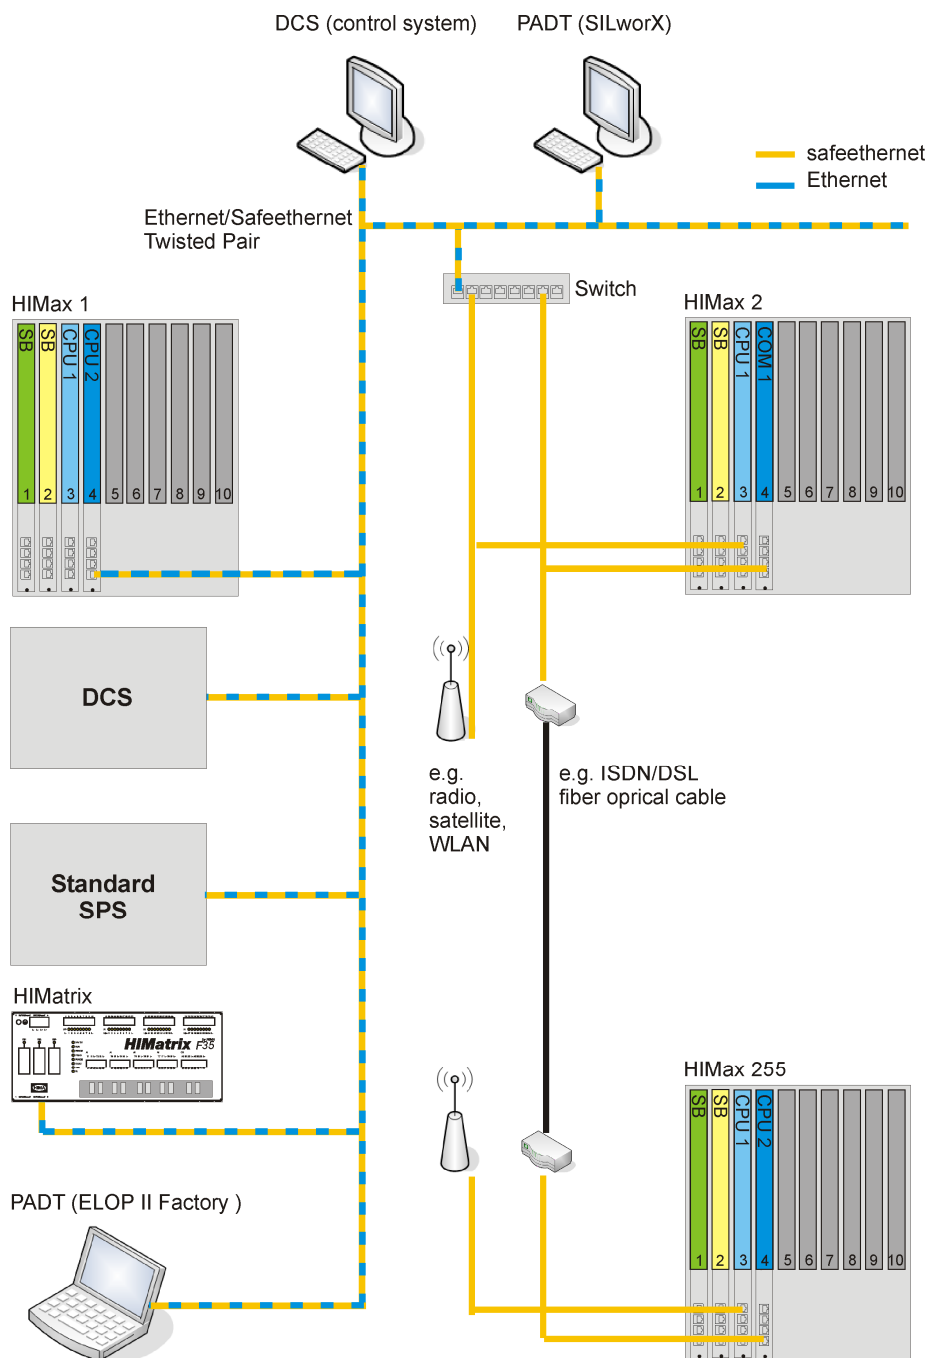 DCS (control system)
PADT (SILworX)
safeethernet
Ethernet
Ethernet/Safeethernet
Twisted Pair
Switch
HIMax 1
SB
SB
CPU 1
CPU 2
1 2 3 4 5 6 7 8 9 10
HIMax 2
SB
SB
CPU 1
COM 1
1 2 3 4 5 6 7 8 9 10
DCS
e.g.
radio,
satellite,
WLAN
e.g. ISDN/DSL
fiber oprical cable
Standard
SPS
HIMatrix
HIMatrix
F35
HIMax 255
SB
SB
CPU 1
CPU 2
1 2 3 4 5 6 7 8 9 10
PADT (ELOP II Factory )